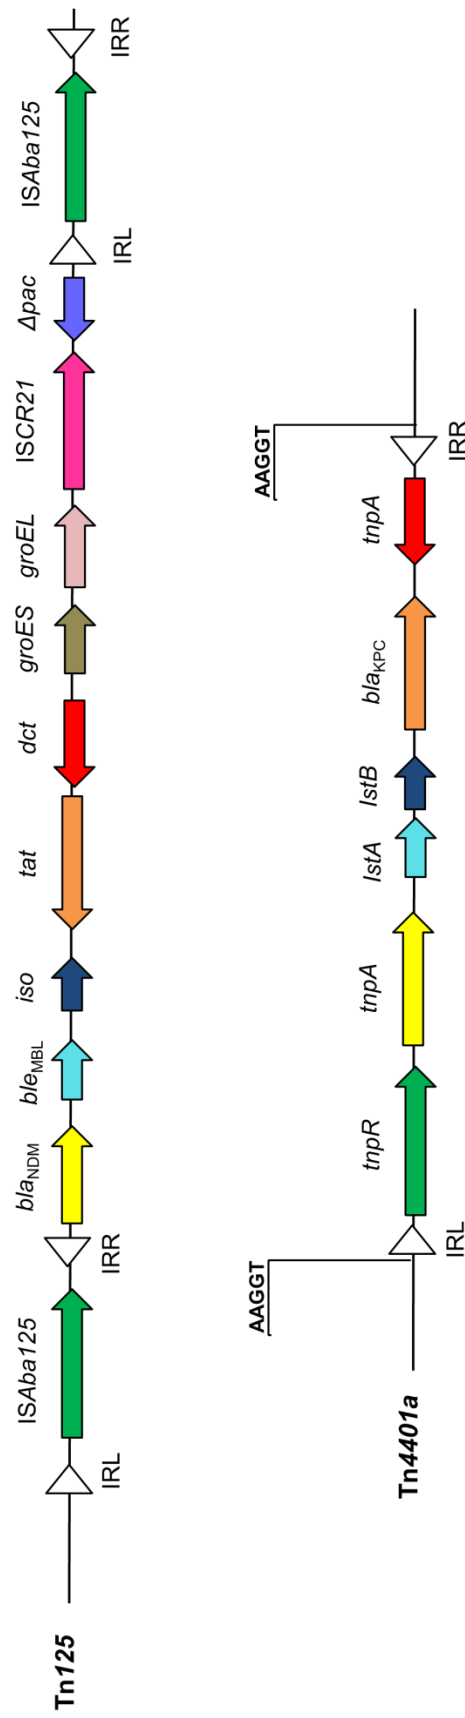 Tn125
IRL
ISAba125
IRR
blaNDM
bleMBL
iso
tat
dct
groES
groEL
ISCR21
Δpac
IRL
ISAba125
IRR
Tn4401a
AAGGT
IRL
tnpR
tnpA
IstA
IstB
blaKPC
tnpA
IRR
AAGGT